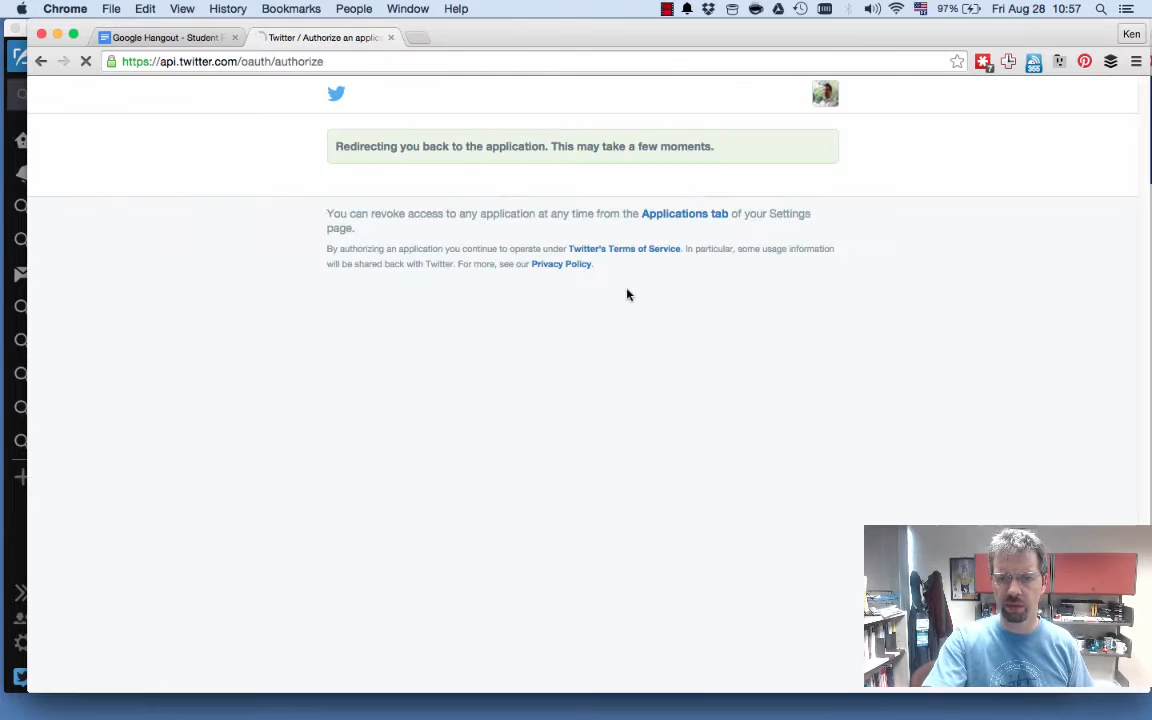 Chrome File Edit View History Bookmarks People Window Help 97% Fri Aug 28 10:57
Google Hangout - Student F Twitter / Authorize an applic Ken
https://api.twitter.com/oauth/authorize 7 365
Redirecting you back to the application. This may take a few moments.
You can revoke access to any application at any time from the Applications tab of your Settings
page.
By authorizing an application you continue to operate under Twitter's Terms of Service. In particular, some usage information
will be shared back with Twitter. For more, see our Privacy Policy.